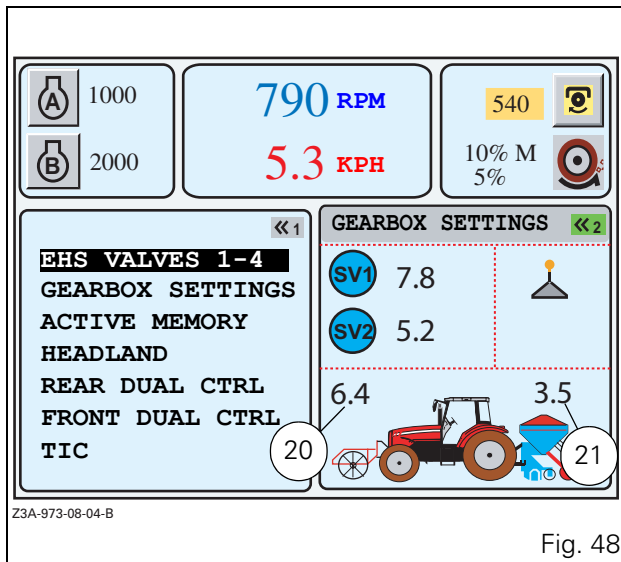 A 1000
790 RPM
540
B 2000
5.3 KPH
10% M
5%
«1
EHS VALVES 1-4
GEARBOX SETTINGS
ACTIVE MEMORY
HEADLAND
REAR DUAL CTRL
FRONT DUAL CTRL
TIC
GEARBOX SETTINGS «2
SV1 7.8
SV2 5.2
6.4
3.5
20
21
Z3A-973-08-04-B
Fig. 48